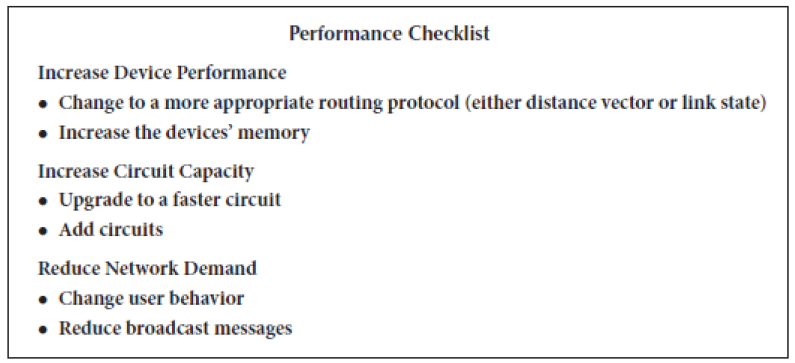 Performance Checklist
Increase Device Performance
• Change to a more appropriate routing protocol (either distance vector or link state)
• Increase the devices’ memory
Increase Circuit Capacity
• Upgrade to a faster circuit
• Add circuits
Reduce Network Demand
• Change user behavior
• Reduce broadcast messages